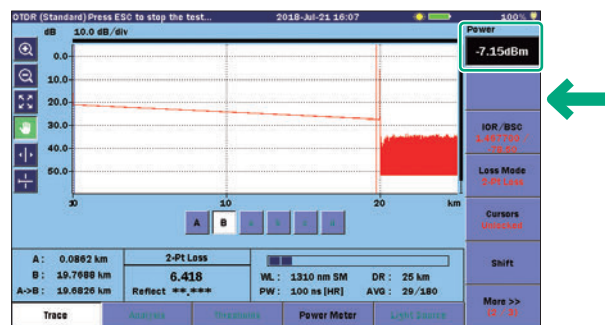 OTDR (Standard) Press ESC to stop the test... 2018-Jul-21 16:07 100%
dB 10.0 dB/div
Power
-7.15dBm
0.0
10.0
20.0
30.0
40.0
50.0
10 20 km
IOR/BSC
Loss Mode
2-Pt Loss
Cursors
Shift
More >>
A B
A: 0.0862 km
B: 19.7688 km
A->B: 19.6826 km
2-Pt Loss
6.418
Reflect **.***
WL: 1310 nm SM DR: 25 km
PW: 100 ns [HR] AVG: 29/180
Trace Analysis Thresholds Power Meter Light Source